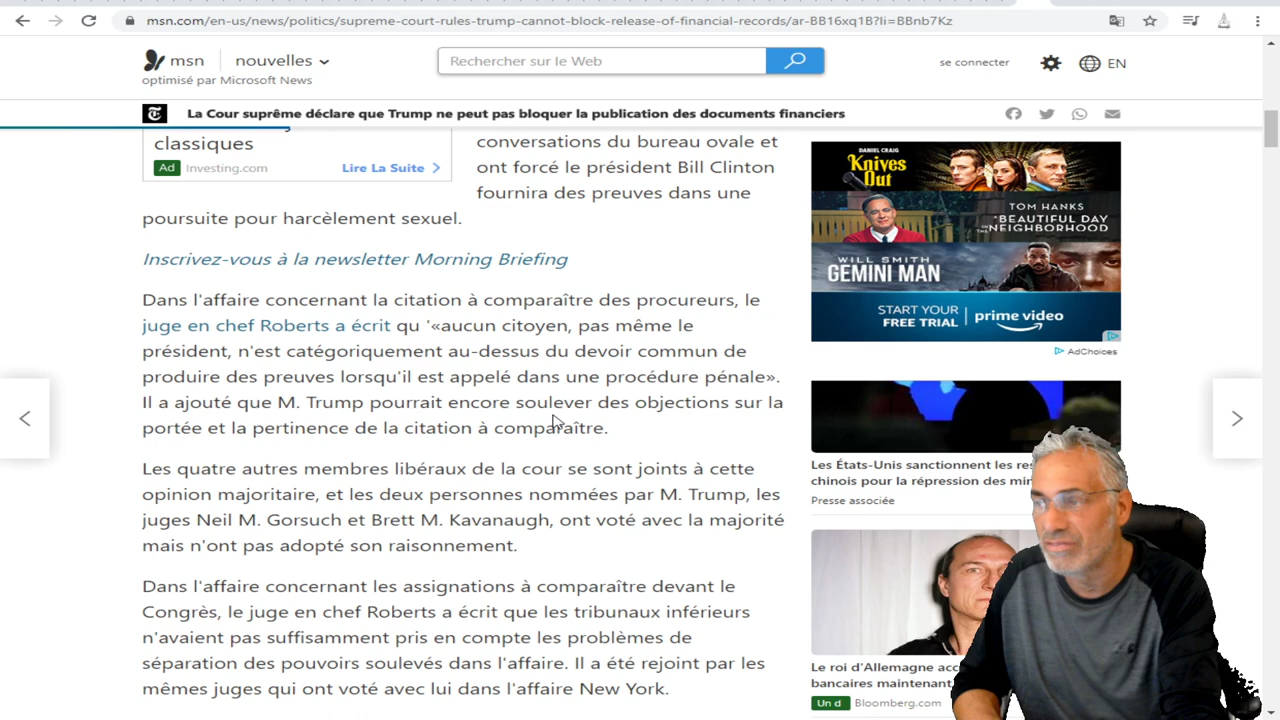 msn.com/en-us/news/politics/supreme-court-rules-trump-cannot-block-release-of-financial-records/ar-BB16xq1B?li=BBnb7Kz
msn nouvelles
optimisé par Microsoft News
Rechercher sur le Web
se connecter
EN
La Cour suprême déclare que Trump ne peut pas bloquer la publication des documents financiers
classiques
Ad Investing.com Lire La Suite
conversations du bureau ovale et
ont forcé le président Bill Clinton
fournira des preuves dans une
poursuite pour harcèlement sexuel.
Inscrivez-vous à la newsletter Morning Briefing
Dans l'affaire concernant la citation à comparaître des procureurs, le
juge en chef Roberts a écrit qu '«aucun citoyen, pas même le
président, n'est catégoriquement au-dessus du devoir commun de
produire des preuves lorsqu'il est appelé dans une procédure pénale».
Il a ajouté que M. Trump pourrait encore soulever des objections sur la
portée et la pertinence de la citation à comparaître.
Les quatre autres membres libéraux de la cour se sont joints à cette
opinion majoritaire, et les deux personnes nommées par M. Trump, les
juges Neil M. Gorsuch et Brett M. Kavanaugh, ont voté avec la majorité
mais n'ont pas adopté son raisonnement.
Dans l'affaire concernant les assignations à comparaître devant le
Congrès, le juge en chef Roberts a écrit que les tribunaux inférieurs
n'avaient pas suffisamment pris en compte les problèmes de
séparation des pouvoirs soulevés dans l'affaire. Il a été rejoint par les
mêmes juges qui ont voté avec lui dans l'affaire New York.
DANIEL CRAIG
Knives
Out
TOM HANKS
A BEAUTIFUL DAY
IN THE NEIGHBORHOOD
WILL SMITH
GEMINI MAN
START YOUR
FREE TRIAL
prime video
AdChoices
Les États-Unis sanctionnent les
chinois pour la répression des
Presse associée
Le roi d'Allemagne
bancaires maintenant
Un d Bloomberg.com